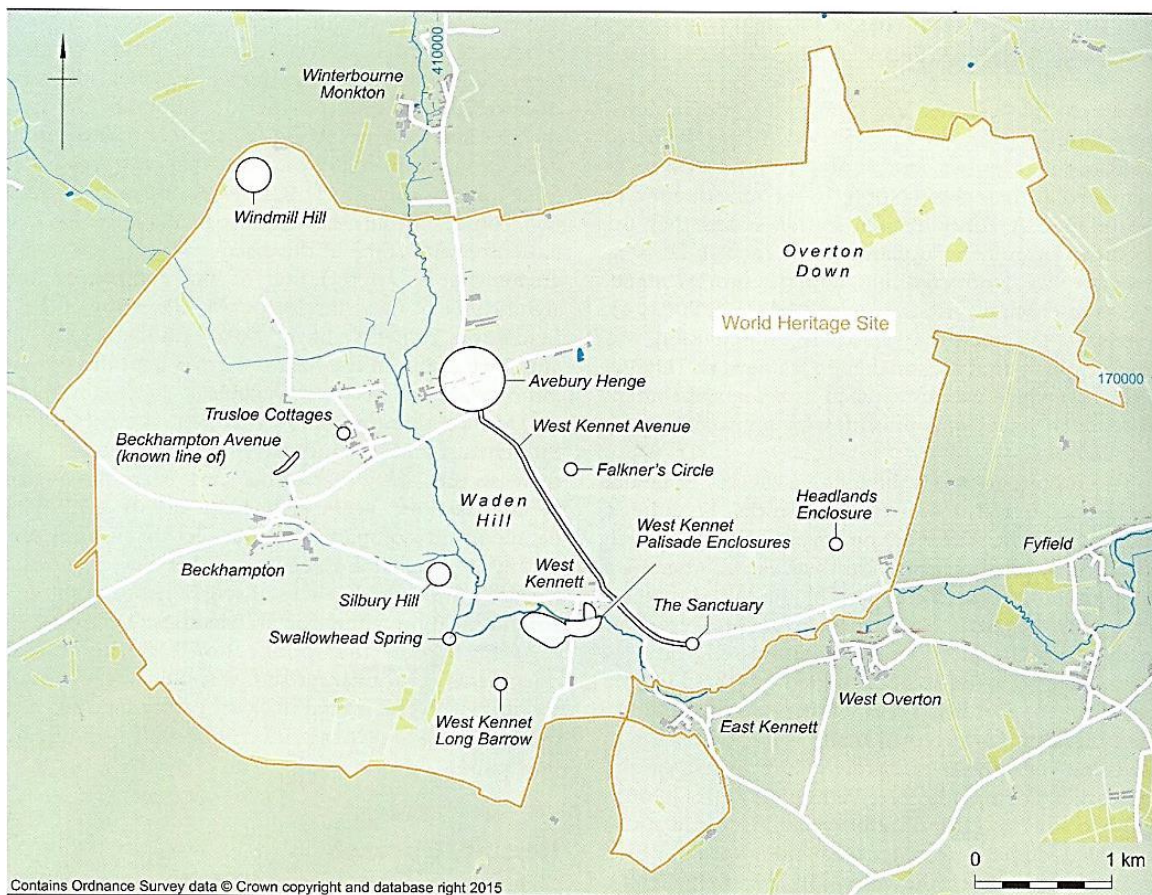 410000
Winterbourne
Monkton
Windmill Hill
Overton
Down
World Heritage Site
170000
Avebury Henge
Trusloe Cottages
West Kennet Avenue
Beckhampton Avenue
(known line of)
Falkner's Circle
Waden
Hill
Headlands
Enclosure
West Kennet
Palisade Enclosures
Fyfield
West
Kennett
Beckhampton
Silbury Hill
The Sanctuary
Swallowhead Spring
West Overton
West Kennet
Long Barrow
East Kennett
0 1 km
Contains Ordnance Survey data © Crown copyright and database right 2015